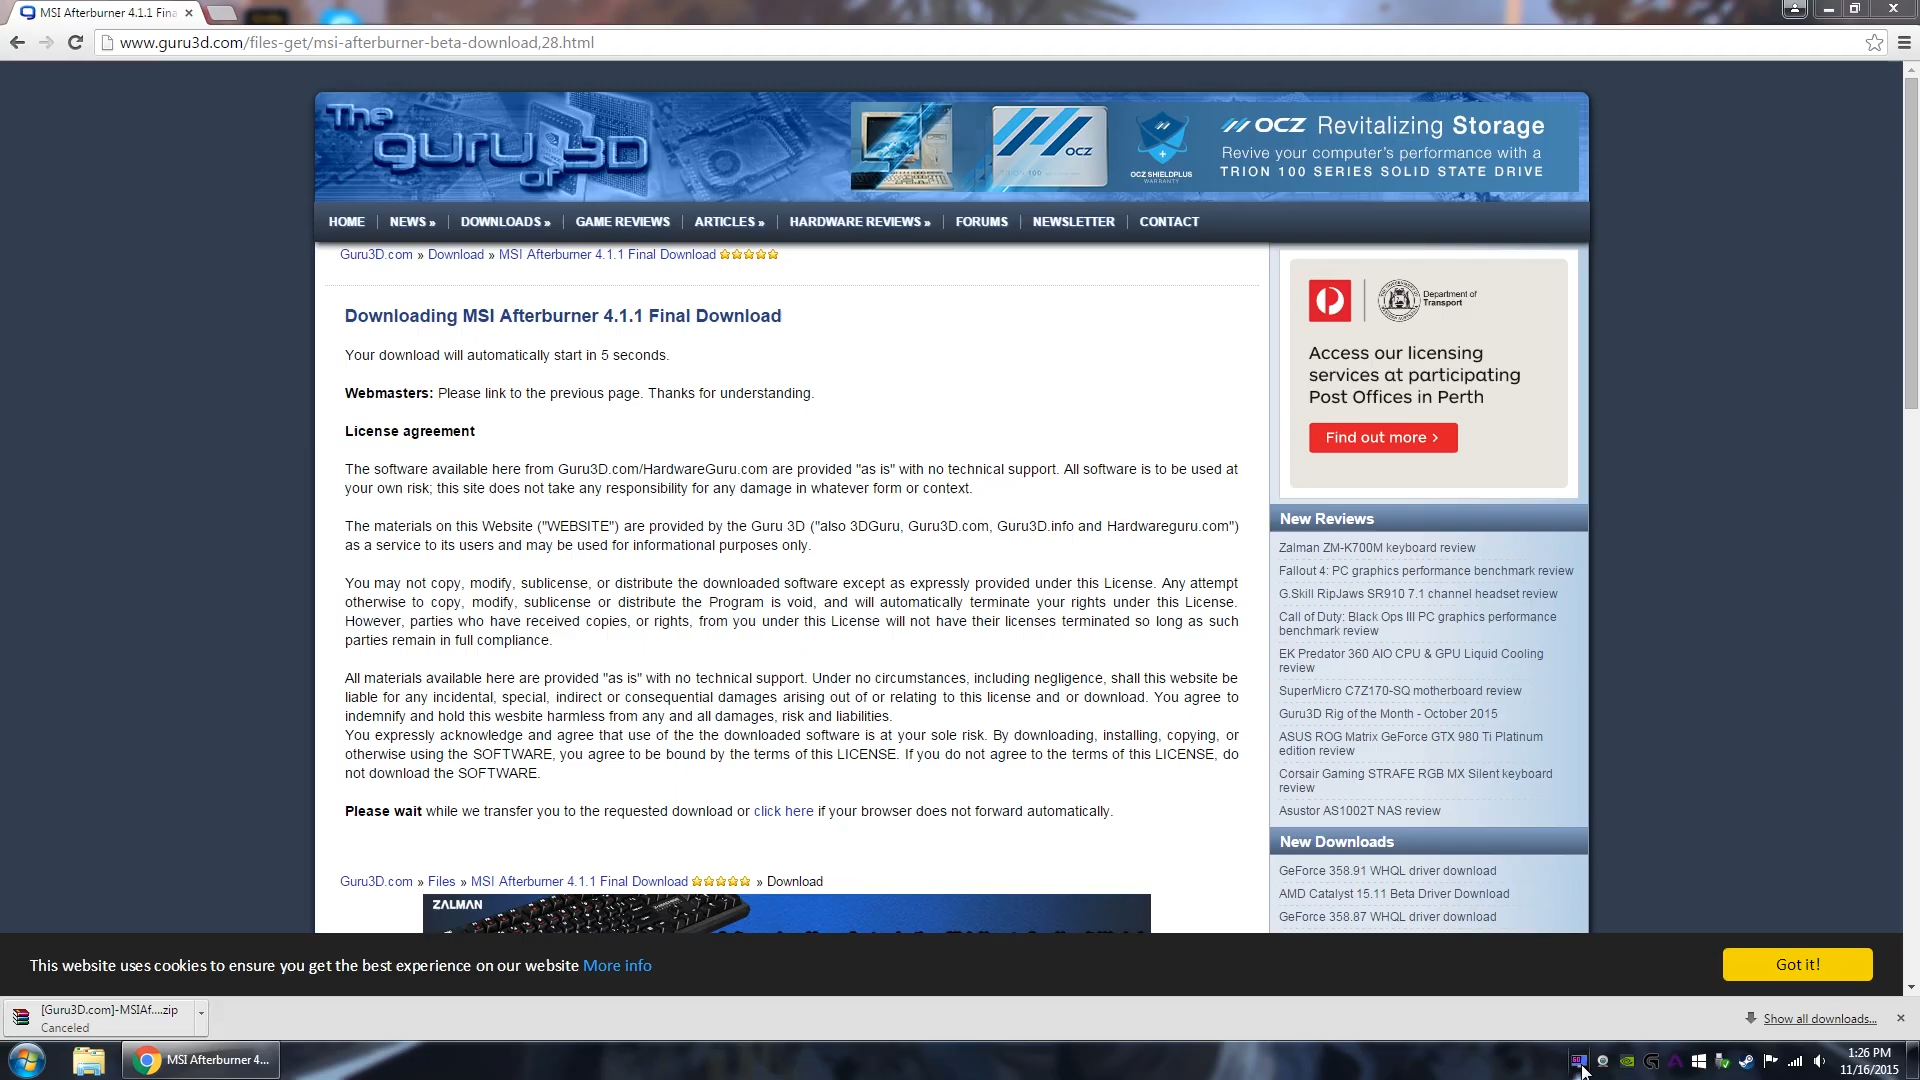 MSI Afterburner 4.1.1 Fina
www.guru3d.com/files-get/msi-afterburner-beta-download,28.html
The guru of 3D
OCZ
OCZ SHIELDPLUS
WARRANTY
OCZ Revitalizing Storage
Revive your computer's performance with a
TRION 100 SERIES SOLID STATE DRIVE
HOME NEWS » DOWNLOADS » GAME REVIEWS ARTICLES » HARDWARE REVIEWS » FORUMS NEWSLETTER CONTACT
Guru3D.com » Download » MSI Afterburner 4.1.1 Final Download
Downloading MSI Afterburner 4.1.1 Final Download
Your download will automatically start in 5 seconds.
Webmasters: Please link to the previous page. Thanks for understanding.
License agreement
The software available here from Guru3D.com/HardwareGuru.com are provided "as is" with no technical support. All software is to be used at
your own risk; this site does not take any responsibility for any damage in whatever form or context.
The materials on this Website ("WEBSITE") are provided by the Guru 3D ("also 3DGuru, Guru3D.com, Guru3D.info and Hardwareguru.com")
as a service to its users and may be used for informational purposes only.
You may not copy, modify, sublicense, or distribute the downloaded software except as expressly provided under this License. Any attempt
otherwise to copy, modify, sublicense or distribute the Program is void, and will automatically terminate your rights under this License.
However, parties who have received copies, or rights, from you under this License will not have their licenses terminated so long as such
parties remain in full compliance.
All materials available here are provided "as is" with no technical support. Under no circumstances, including negligence, shall this website be
liable for any incidental, special, indirect or consequential damages arising out of or relating to this license and or download. You agree to
indemnify and hold this wesbite harmless from any and all damages, risk and liabilities.
You expressly acknowledge and agree that use of the the downloaded software is at your sole risk. By downloading, installing, copying, or
otherwise using the SOFTWARE, you agree to be bound by the terms of this LICENSE. If you do not agree to the terms of this LICENSE, do
not download the SOFTWARE.
Please wait while we transfer you to the requested download or click here if your browser does not forward automatically.
Guru3D.com » Files » MSI Afterburner 4.1.1 Final Download » Download
ZALMAN
Department of
Transport
Access our licensing
services at participating
Post Offices in Perth
Find out more >
New Reviews
Zalman ZM-K700M keyboard review
Fallout 4: PC graphics performance benchmark review
G.Skill RipJaws SR910 7.1 channel headset review
Call of Duty: Black Ops III PC graphics performance
benchmark review
EK Predator 360 AIO CPU & GPU Liquid Cooling
review
SuperMicro C7Z170-SQ motherboard review
Guru3D Rig of the Month - October 2015
ASUS ROG Matrix GeForce GTX 980 Ti Platinum
edition review
Corsair Gaming STRAFE RGB MX Silent keyboard
review
Asustor AS1002T NAS review
New Downloads
GeForce 358.91 WHQL driver download
AMD Catalyst 15.11 Beta Driver Download
GeForce 358.87 WHQL driver download
This website uses cookies to ensure you get the best experience on our website More info
Got it!
[Guru3D.com]-MSIAf....zip
Canceled
Show all downloads...
MSI Afterburner 4...
1:26 PM
11/16/2015